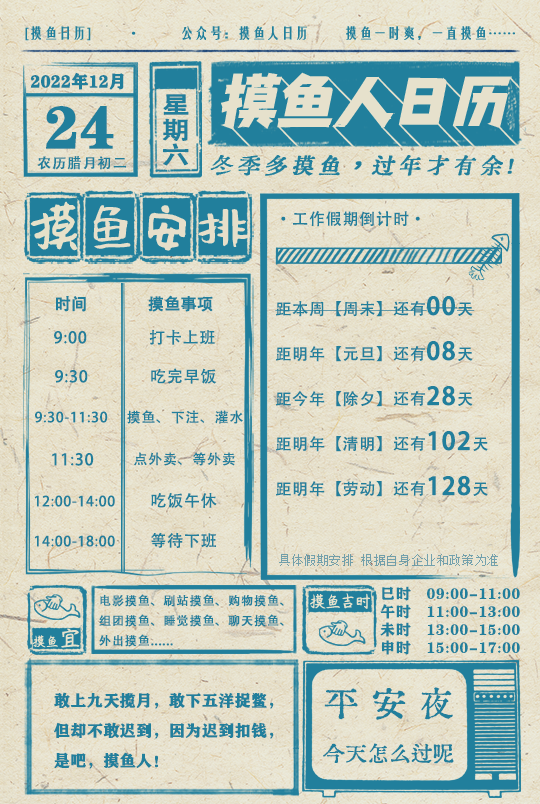 [摸鱼日历] • 公众号：摸鱼人日历 摸鱼一时爽，一直摸鱼……
2022年12月
24
农历腊月初二
星期六
摸鱼人日历
冬季多摸鱼，过年才有余！
摸鱼安排
时间 摸鱼事项
9:00 打卡上班
9:30 吃完早饭
9:30-11:30 摸鱼、下注、灌水
11:30 点外卖、等外卖
12:00-14:00 吃饭午休
14:00-18:00 等待下班
·工作假期倒计时·
距本周【周末】还有00天
距明年【元旦】还有08天
距今年【除夕】还有28天
距明年【清明】还有102天
距明年【劳动】还有128天
具体假期安排 根据自身企业和政策为准
摸鱼宜
电影摸鱼、刷站摸鱼、购物摸鱼、
组团摸鱼、睡觉摸鱼、聊天摸鱼、
外出摸鱼……
摸鱼吉时
巳时 09:00-11:00
午时 11:00-13:00
未时 13:00-15:00
申时 15:00-17:00
敢上九天揽月，敢下五洋捉鳖，
但却不敢迟到，因为迟到扣钱，
是吧，摸鱼人！
平安夜
今天怎么过呢